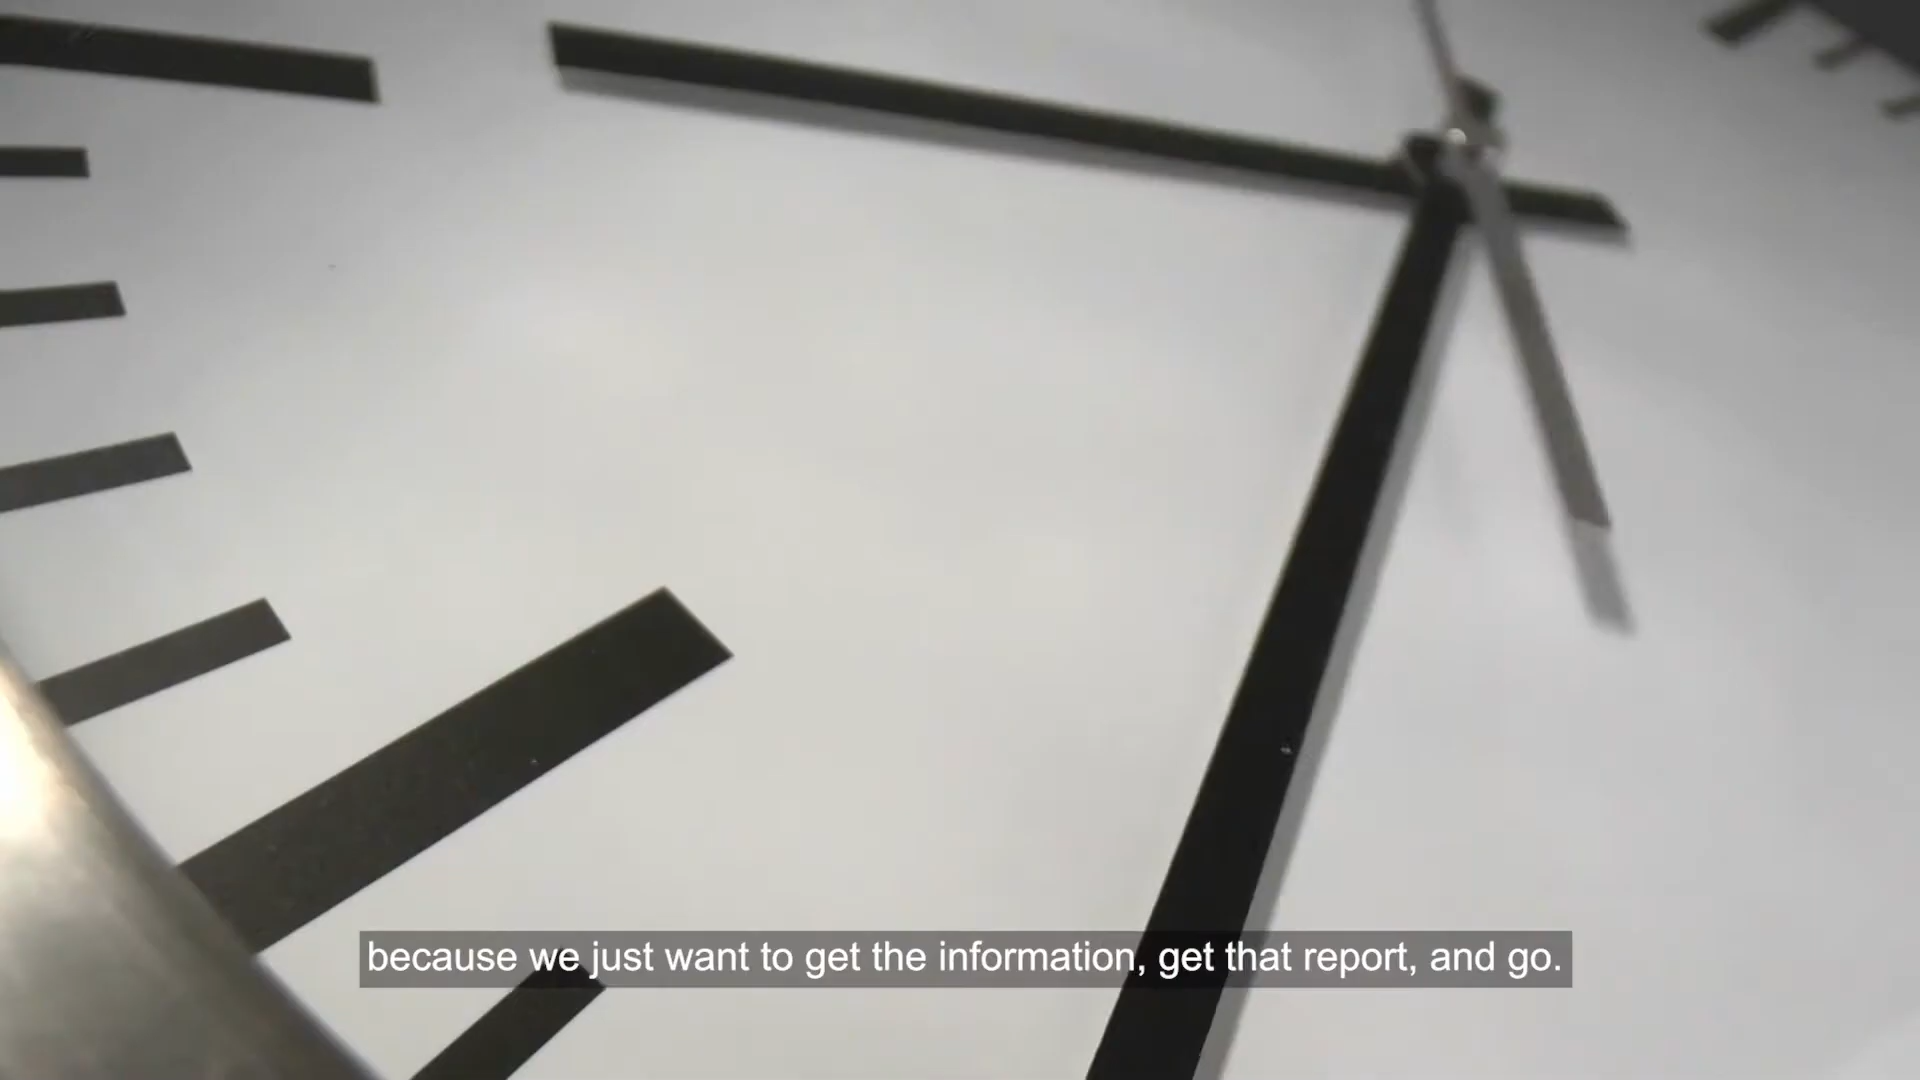 because we just want to get the information, get that report, and go.